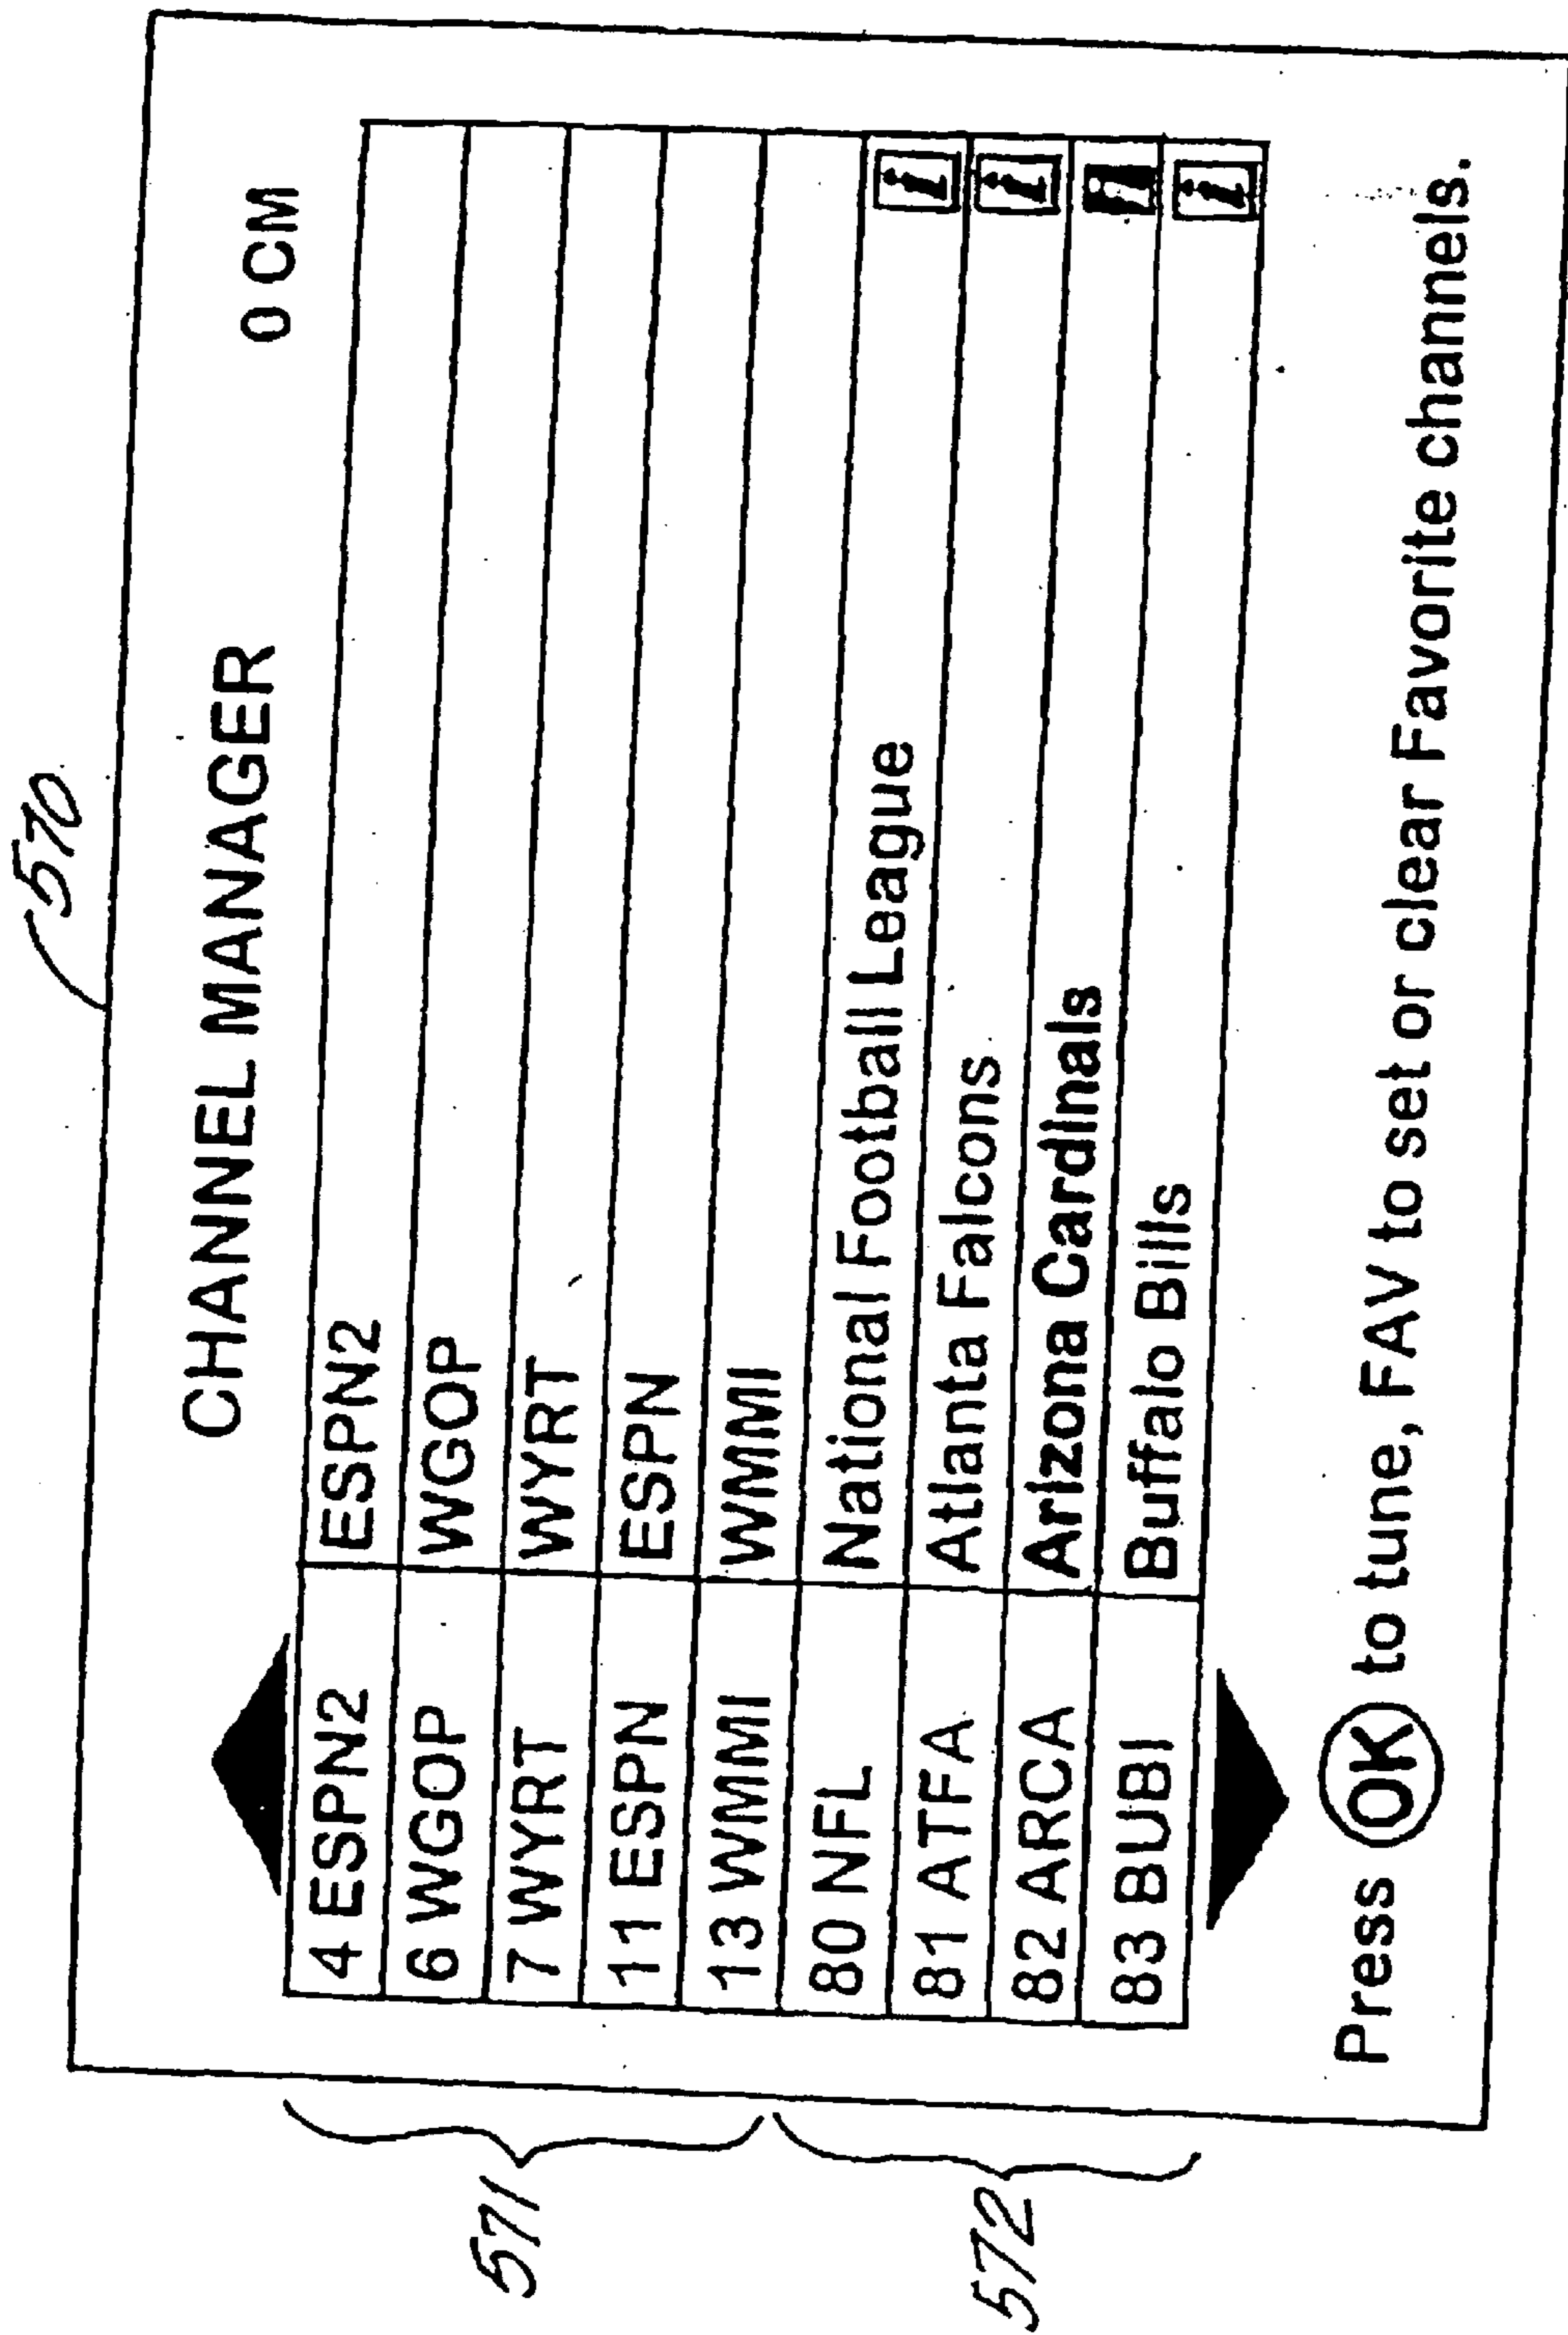 570
CHANNEL MANAGER
0 CM
4 ESPN2 ESPN2
6 WGOP WGOP
7 WYRT WYRT
11 ESPN ESPN
13 WMMI WMMI
80 NFL National Football League i
81 ATFA Atlanta Falcons i
82 ARCA Arizona Cardinals i
83 BUBI Buffalo Bills i
571
572
Press OK to tune, FAV to set or clear Favorite channels.